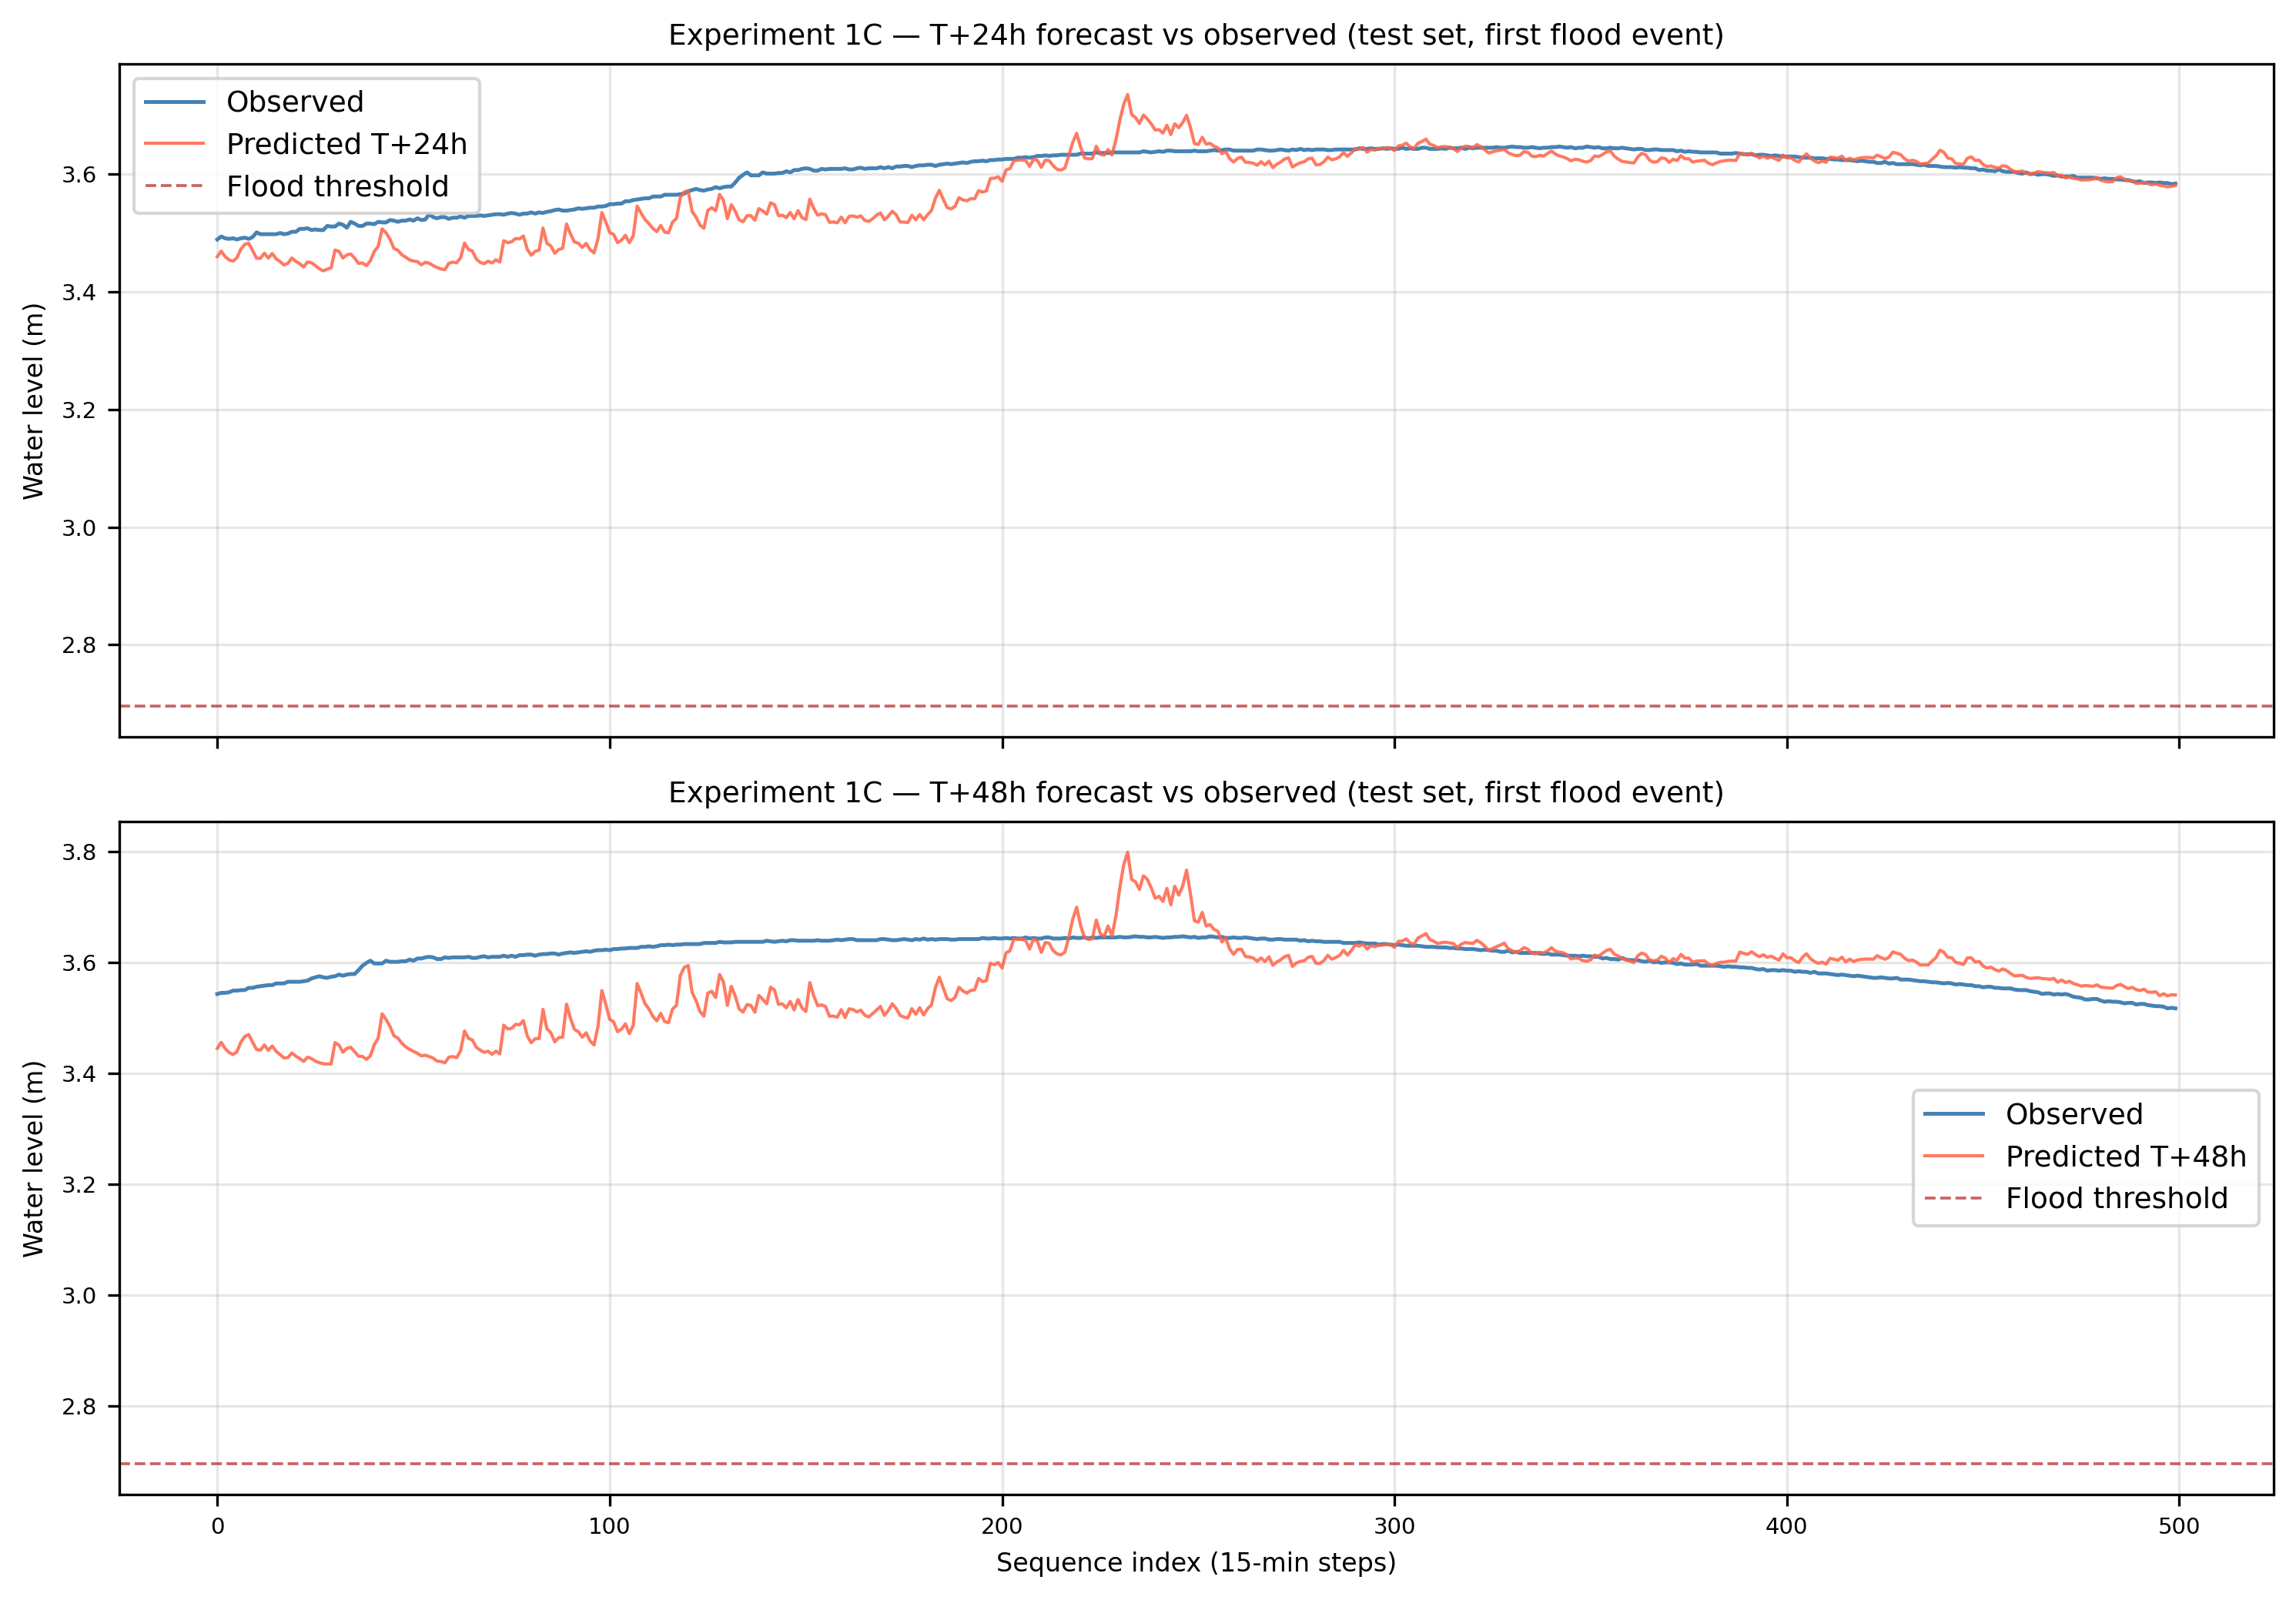 Experiment 1C — T+24h forecast vs observed (test set, first flood event)
Observed
Predicted T+24h
Flood threshold
Water level (m)
3.6
3.4
3.2
3.0
2.8
Experiment 1C — T+48h forecast vs observed (test set, first flood event)
Observed
Predicted T+48h
Flood threshold
Water level (m)
3.8
3.6
3.4
3.2
3.0
2.8
0 100 200 300 400 500
Sequence index (15-min steps)